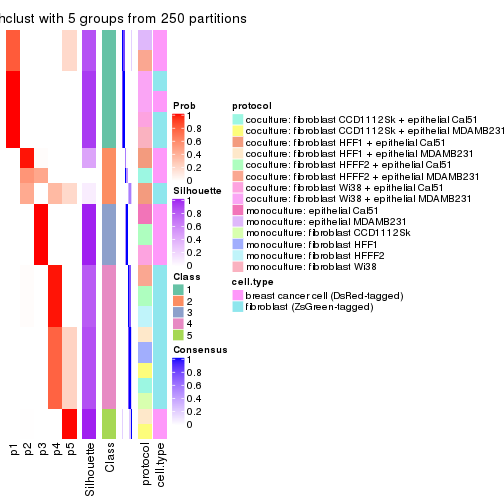 hclust with 5 groups from 250 partitions
Prob
1
0.8
0.6
0.4
0.2
0
Silhouette
1
0.8
0.6
0.4
0.2
0
Class
1
2
3
4
5
Consensus
1
0.8
0.6
0.4
0.2
0
protocol
coculture: fibroblast CCD1112Sk + epithelial Cal51
coculture: fibroblast CCD1112Sk + epithelial MDAMB231
coculture: fibroblast HFF1 + epithelial Cal51
coculture: fibroblast HFF1 + epithelial MDAMB231
coculture: fibroblast HFFF2 + epithelial Cal51
coculture: fibroblast HFFF2 + epithelial MDAMB231
coculture: fibroblast Wi38 + epithelial Cal51
coculture: fibroblast Wi38 + epithelial MDAMB231
monoculture: epithelial Cal51
monoculture: epithelial MDAMB231
monoculture: fibroblast CCD1112Sk
monoculture: fibroblast HFF1
monoculture: fibroblast HFFF2
monoculture: fibroblast Wi38
cell.type
breast cancer cell (DsRed-tagged)
fibroblast (ZsGreen-tagged)
p1
p2
p3
p4
p5
Silhouette
Class
protocol
cell.type